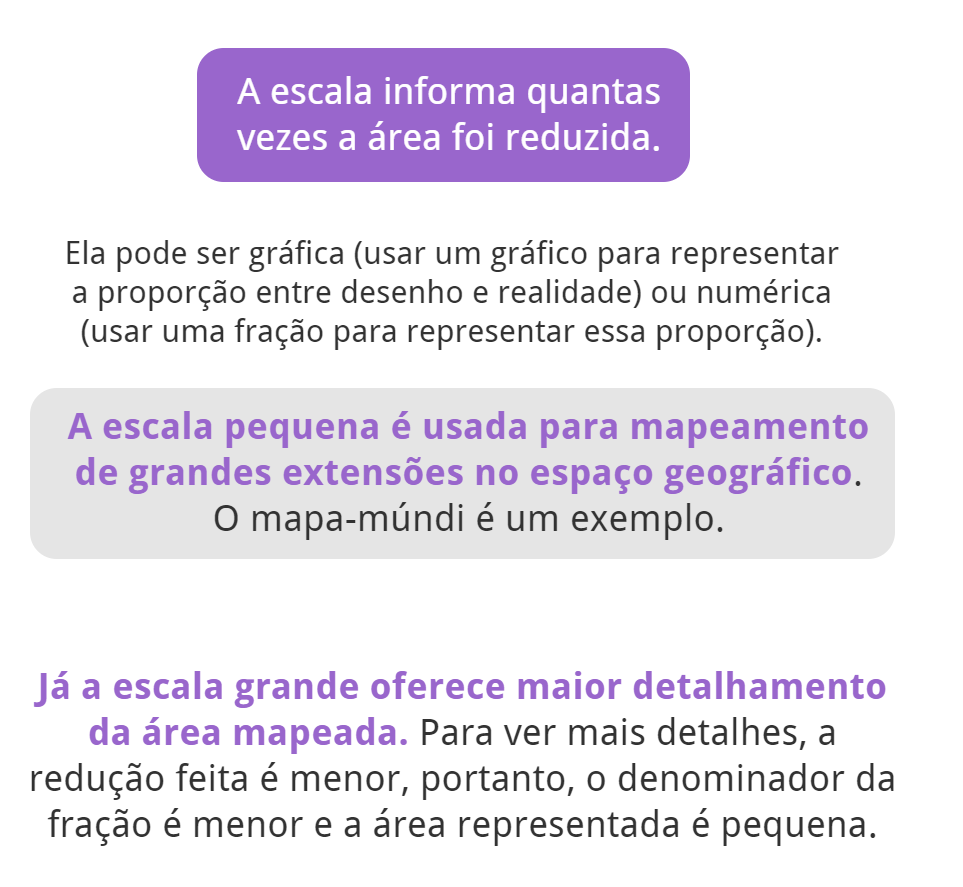 A escala informa quantas
vezes a área foi reduzida.
Ela pode ser gráfica (usar um gráfico para representar
a proporção entre desenho e realidade) ou numérica
(usar uma fração para representar essa proporção).
A escala pequena é usada para mapeamento
de grandes extensões no espaço geográfico.
O mapa-múndi é um exemplo.
Já a escala grande oferece maior detalhamento
da área mapeada. Para ver mais detalhes, a
redução feita é menor, portanto, o denominador da
fração é menor e a área representada é pequena.